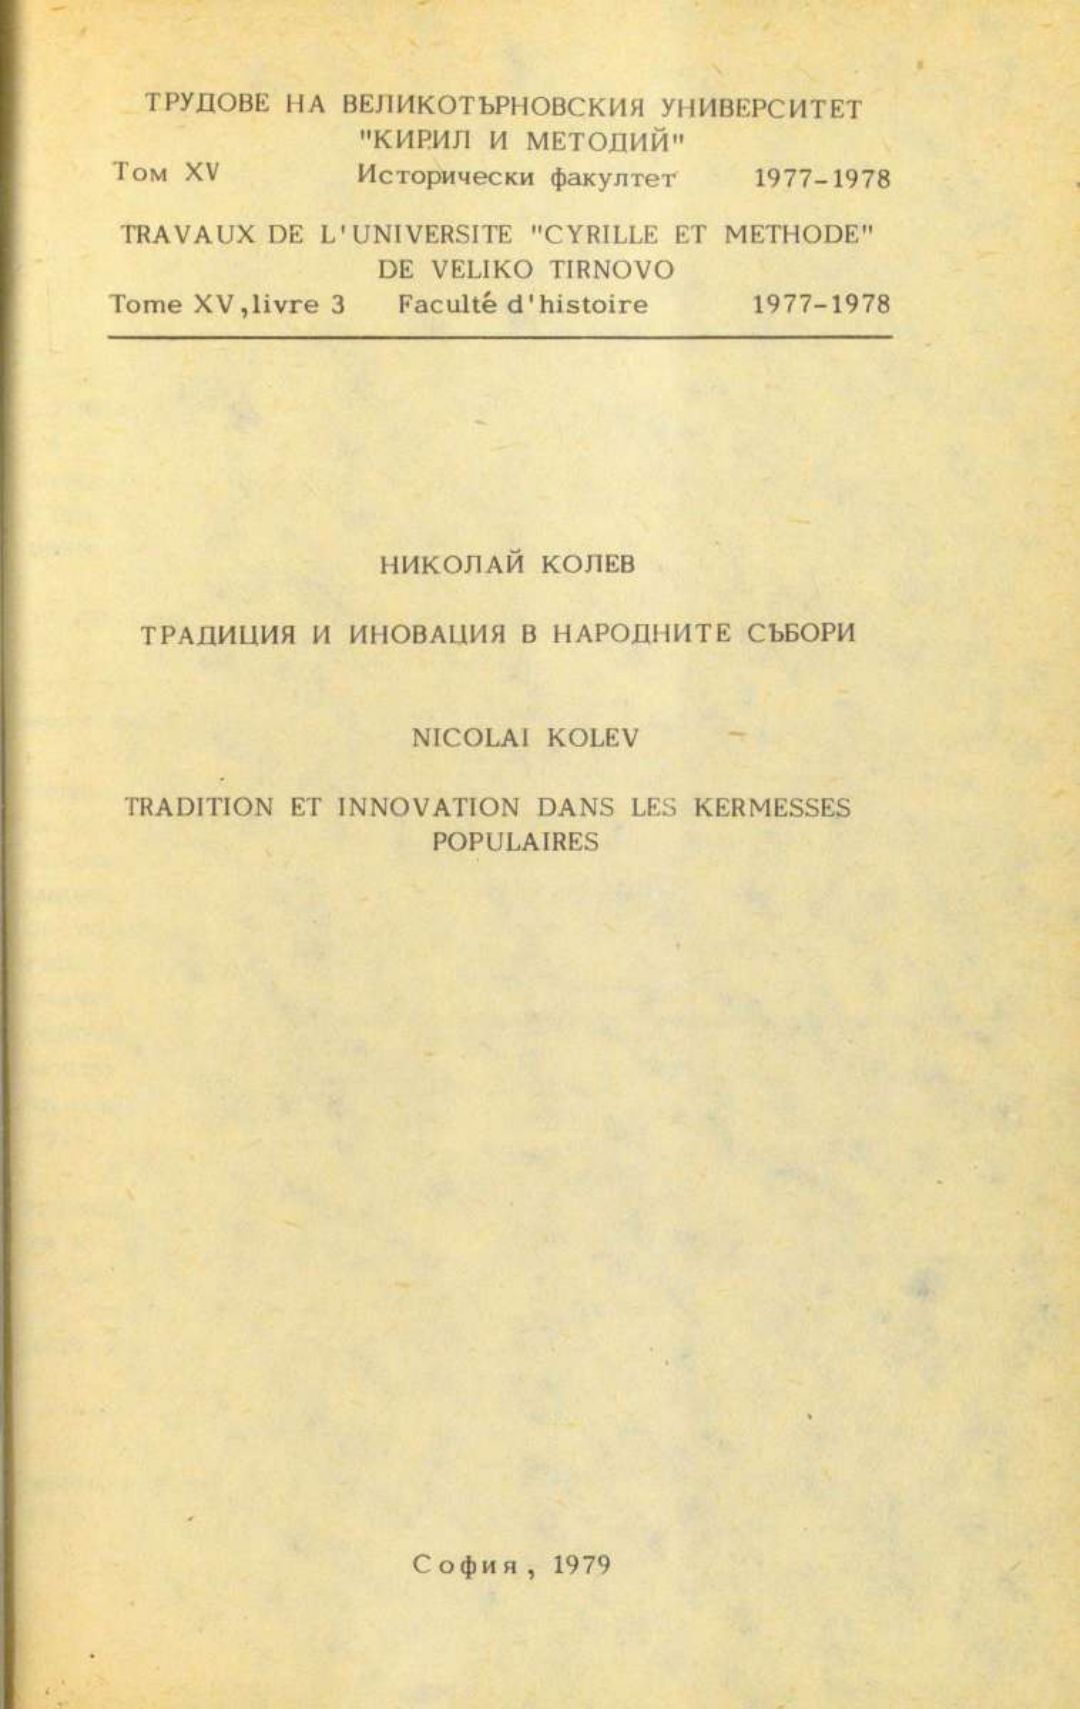 ТРУДОВЕ НА ВЕЛИКОТЪРНОВСКИЯ УНИВЕРСИТЕТ
"КИРИЛ И МЕТОДИЙ"
Том XV Исторически факултет 1977-1978
TRAVAUX DE L'UNIVERSITE "CYRILLE ET METHODE"
DE VELIKO TIRNOVO
Tome XV, livre 3 Faculté d'histoire 1977-1978
НИКОЛАЙ КОЛЕВ
ТРАДИЦИЯ И ИНОВАЦИЯ В НАРОДНИТЕ СЪБОРИ
NICOLAI KOLEV
TRADITION ET INNOVATION DANS LES KERMESSES
POPULAIRES
София, 1979